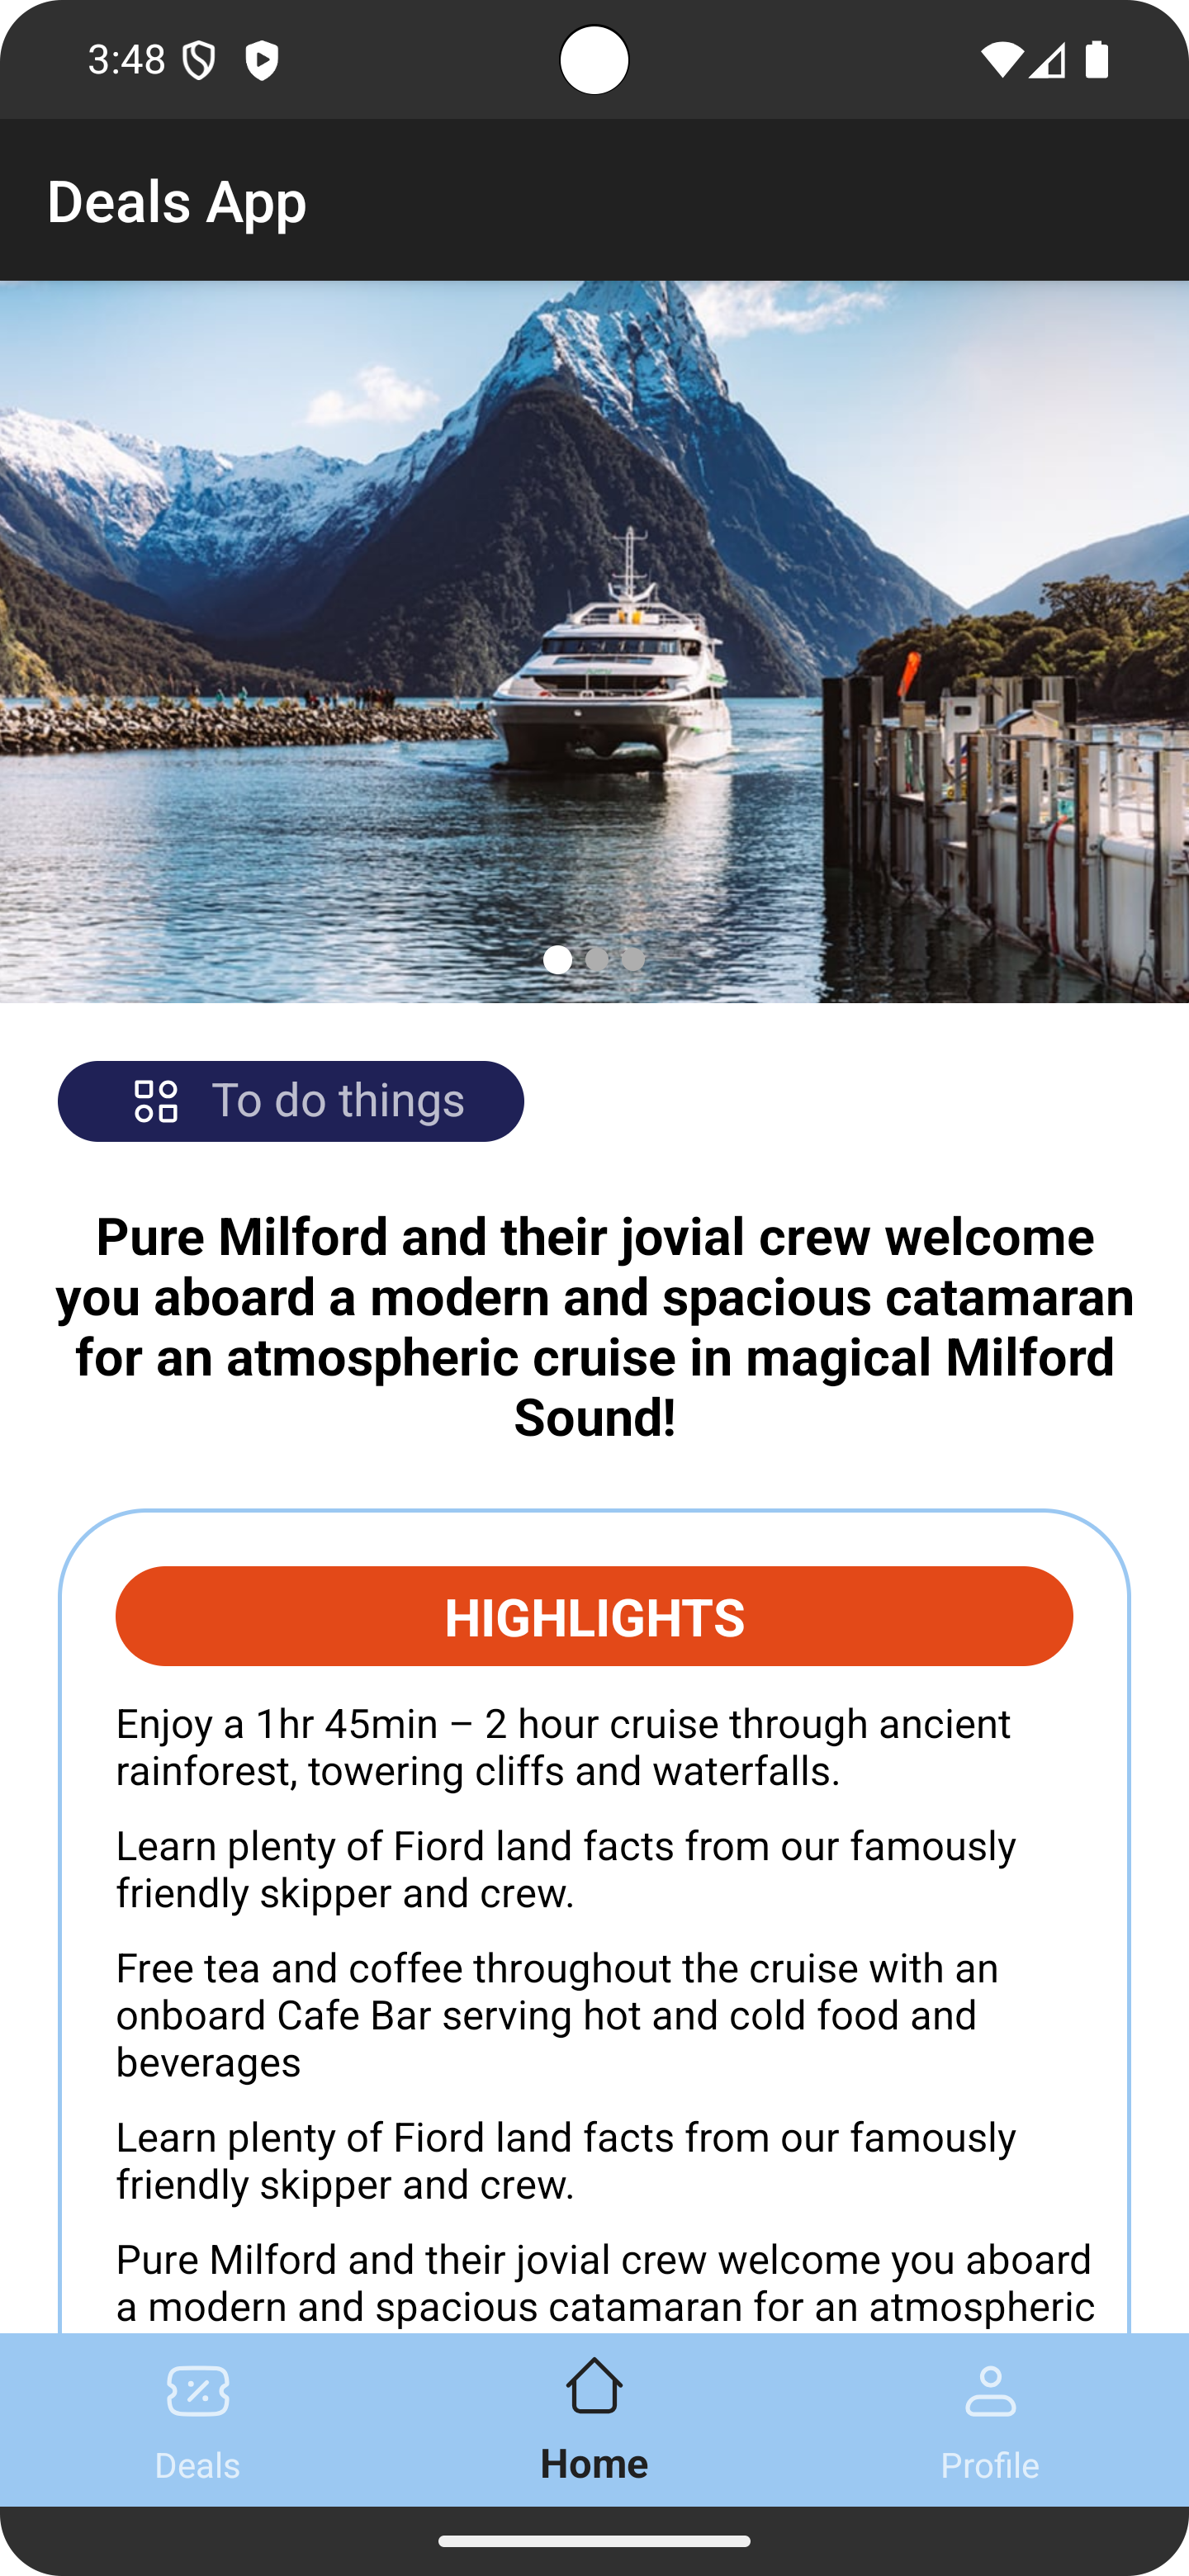 3:48
Deals App
To do things
Pure Milford and their jovial crew welcome
you aboard a modern and spacious catamaran
for an atmospheric cruise in magical Milford
Sound!
HIGHLIGHTS
Enjoy a 1hr 45min – 2 hour cruise through ancient
rainforest, towering cliffs and waterfalls.
Learn plenty of Fiord land facts from our famously
friendly skipper and crew.
Free tea and coffee throughout the cruise with an
onboard Cafe Bar serving hot and cold food and
beverages
Learn plenty of Fiord land facts from our famously
friendly skipper and crew.
Pure Milford and their jovial crew welcome you aboard
a modern and spacious catamaran for an atmospheric
Deals
Home
Profile